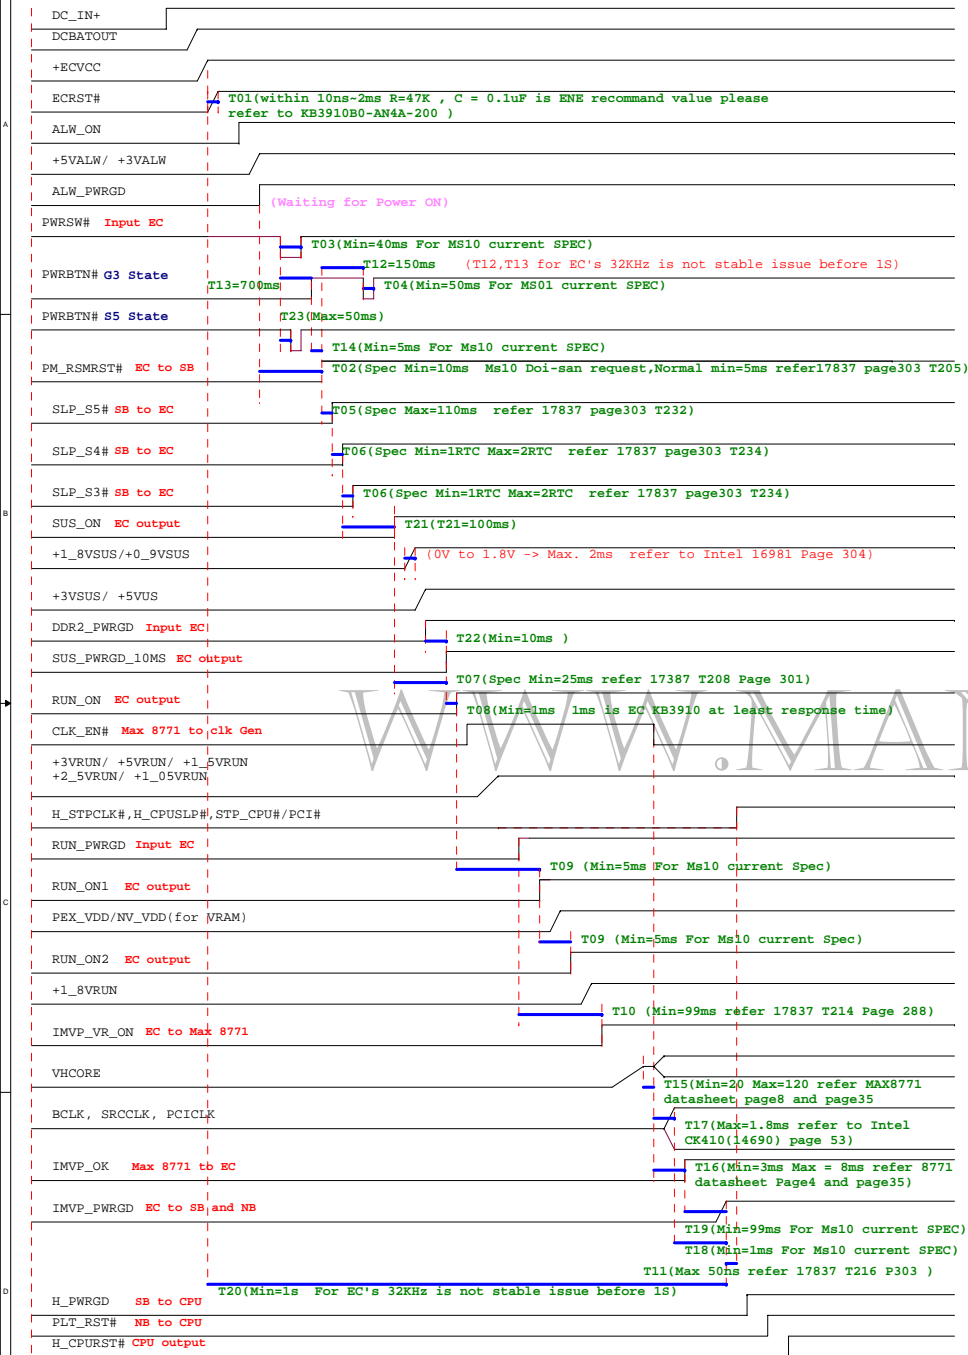 DC_IN+
DCBATOUT
+ECVCC
ECRST#
T01(within 10ns~2ms R=47K , C = 0.1uF is ENE recommand value please
refer to KB3910B0-AN4A-200 )
A
ALW_ON
+5VALW/ +3VALW
ALW_PWRGD
(Waiting for Power ON)
PWRSW# Input EC
T03(Min=40ms For MS10 current SPEC)
T12=150ms (T12,T13 for EC's 32KHz is not stable issue before 1S)
PWRBTN# G3 State
T13=700ms
T04(Min=50ms For MS01 current SPEC)
PWRBTN# S5 State
T23(Max=50ms)
T14(Min=5ms For Ms10 current SPEC)
PM_RSMRST# EC to SB
T02(Spec Min=10ms Ms10 Doi-san request,Normal min=5ms refer17837 page303 T205)
SLP_S5# SB to EC
T05(Spec Max=110ms refer 17837 page303 T232)
SLP_S4# SB to EC
T06(Spec Min=1RTC Max=2RTC refer 17837 page303 T234)
SLP_S3# SB to EC
T06(Spec Min=1RTC Max=2RTC refer 17837 page303 T234)
B
SUS_ON EC output
T21(T21=100ms)
+1_8VSUS/+0_9VSUS
(0V to 1.8V -> Max. 2ms refer to Intel 16981 Page 304)
+3VSUS/ +5VUS
DDR2_PWRGD Input EC
T22(Min=10ms )
SUS_PWRGD_10MS EC output
T07(Spec Min=25ms refer 17387 T208 Page 301)
RUN_ON EC output
T08(Min=1ms 1ms is EC KB3910 at least response time)
WWW.MA
CLK_EN# Max 8771 to clk Gen
+3VRUN/ +5VRUN/ +1_5VRUN
+2_5VRUN/ +1_05VRUN
H_STPCLK#,H_CPUSLP#,STP_CPU#/PCI#
RUN_PWRGD Input EC
T09 (Min=5ms For Ms10 current Spec)
RUN_ON1 EC output
C
PEX_VDD/NV_VDD(for VRAM)
T09 (Min=5ms For Ms10 current Spec)
RUN_ON2 EC output
+1_8VRUN
T10 (Min=99ms refer 17837 T214 Page 288)
IMVP_VR_ON EC to Max 8771
VHCORE
T15(Min=20 Max=120 refer MAX8771
datasheet page8 and page35
BCLK, SRCCLK, PCICLK
T17(Max=1.8ms refer to Intel
CK410(14690) page 53)
IMVP_OK Max 8771 to EC
T16(Min=3ms Max = 8ms refer 8771
datasheet Page4 and page35)
IMVP_PWRGD EC to SB and NB
T19(Min=99ms For Ms10 current SPEC)
T18(Min=1ms For Ms10 current SPEC)
T11(Max 50ns refer 17837 T216 P303 )
D
T20(Min=1s For EC's 32KHz is not stable issue before 1S)
H_PWRGD SB to CPU
PLT_RST# NB to CPU
H_CPURST# CPU output